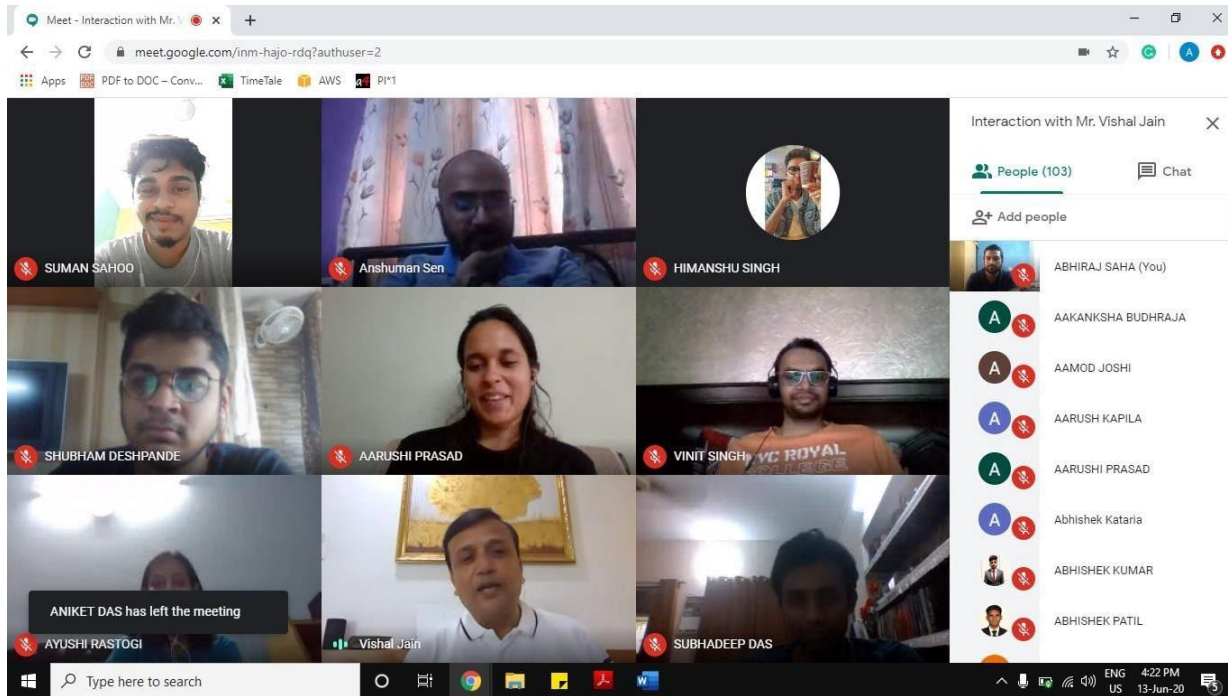 Meet - Interaction with Mr. V
meet.google.com/inm-hajo-rdq?authuser=2
Apps
PDF to DOC – Conv...
TimeTale
AWS
PI*1
SUMAN SAHOO
Anshuman Sen
HIMANSHU SINGH
SHUBHAM DESHPANDE
AARUSHI PRASAD
VINIT SINGH
NYC ROYAL
COLLEGE
ANIKET DAS has left the meeting
AYUSHI RASTOGI
Vishal Jain
SUBHADEEP DAS
Interaction with Mr. Vishal Jain
People (103)
Chat
Add people
ABHIRAJ SAHA (You)
A
AAKANKSHA BUDHRAJA
A
AAMOD JOSHI
A
AARUSH KAPILA
A
AARUSHI PRASAD
A
Abhishek Kataria
ABHISHEK KUMAR
ABHISHEK PATIL
Type here to search
ENG
US
4:22 PM
13-Jun-20